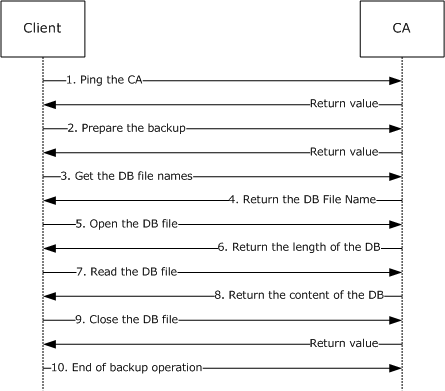 Client
CA
1. Ping the CA
Return value
2. Prepare the backup
Return value
3. Get the DB file names
4. Return the DB File Name
5. Open the DB file
6. Return the length of the DB
7. Read the DB file
8. Return the content of the DB
9. Close the DB file
Return value
10. End of backup operation